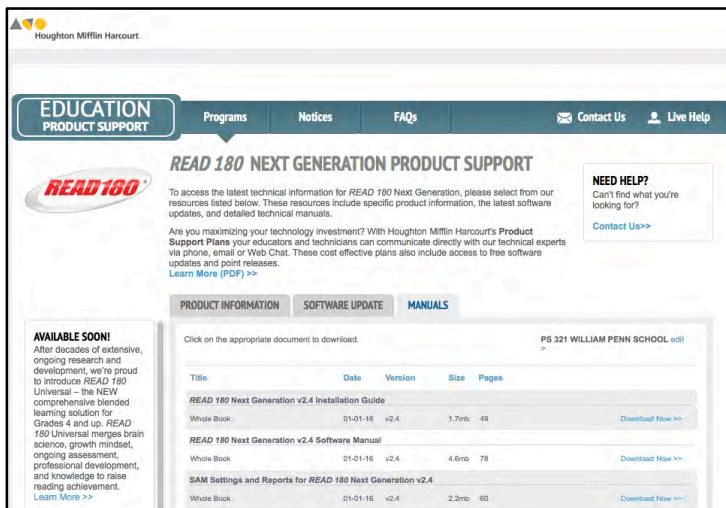 Houghton Mifflin Harcourt
EDUCATION
PRODUCT SUPPORT
Programs
Notices
FAQs
Contact Us
Live Help
READ 180
READ 180 NEXT GENERATION PRODUCT SUPPORT
To access the latest technical information for READ 180 Next Generation, please select from our
resources listed below. These resources include specific product information, the latest software
updates, and detailed technical manuals.
Are you maximizing your technology investment? With Houghton Mifflin Harcourt's Product
Support Plans your educators and technicians can communicate directly with our technical experts
via phone, email or Web Chat. These cost effective plans also include access to free software
updates and point releases.
Learn More (PDF) >>
NEED HELP?
Can't find what you're
looking for?
Contact Us>>
PRODUCT INFORMATION
SOFTWARE UPDATE
MANUALS
AVAILABLE SOON!
After decades of extensive,
ongoing research and
development, we're proud
to introduce READ 180
Universal – the NEW
comprehensive blended
learning solution for
Grades 4 and up. READ
180 Universal merges brain
science, growth mindset,
ongoing assessment,
professional development,
and knowledge to raise
reading achievement.
Learn More >>
Click on the appropriate document to download.
PS 321 WILLIAM PENN SCHOOL edit
>
Title Date Version Size Pages
READ 180 Next Generation v2.4 Installation Guide
Whole Book 01-01-16 v2.4 1.7mb 49 Download Now >>
READ 180 Next Generation v2.4 Software Manual
Whole Book 01-01-16 v2.4 4.6mb 78 Download Now >>
SAM Settings and Reports for READ 180 Next Generation v2.4
Whole Book 01-01-16 v2.4 2.2mb 60 Download Now >>